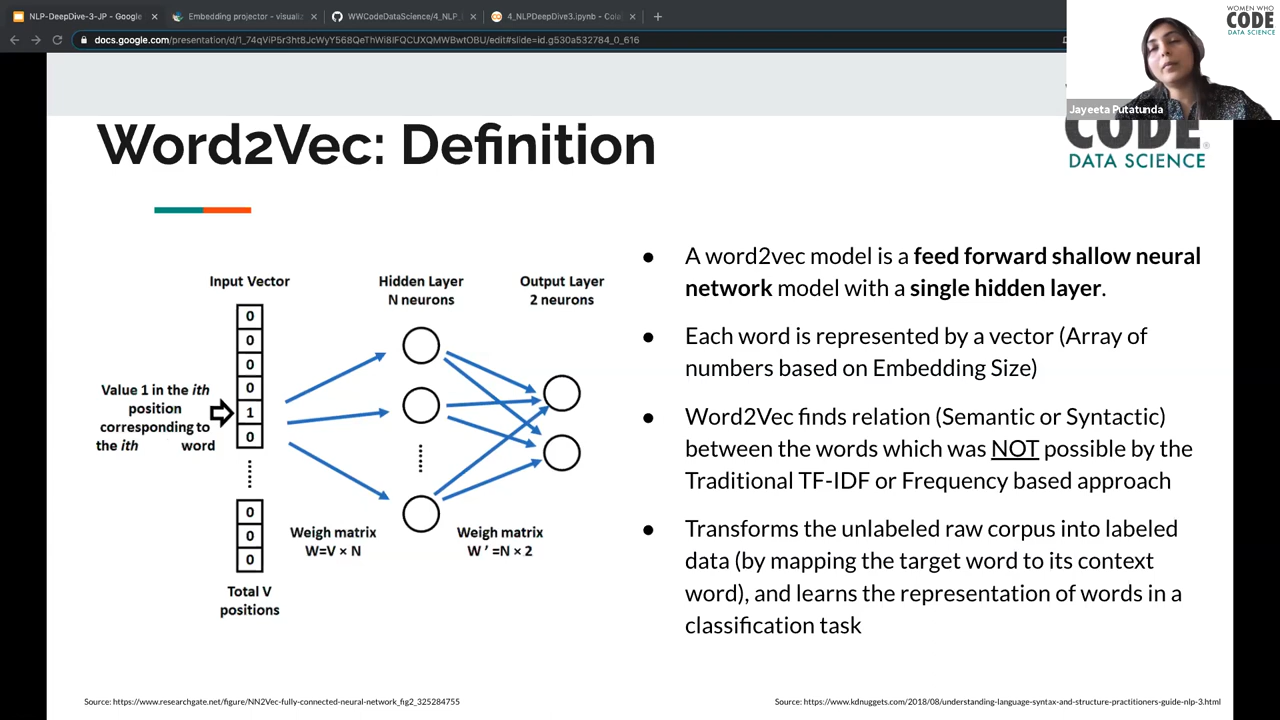 NLP-DeepDive-3-JP - Google
Embedding projector - visualiz
WWCodeDataScience/4_NLP_
4_NLPDeepDive3.ipynb - Cola
docs.google.com/presentation/d/1_74qViP5r3ht8JcWyY568QeThWi8IFQCUXQMWBwtOBU/edit#slide=id.g530a532784_0_616
WOMEN WHO
CODE
DATA SCIENCE
Jayeeta Putatunda
CODE
DATA SCIENCE
Word2Vec: Definition
Input Vector
Hidden Layer
N neurons
Output Layer
2 neurons
0
0
0
0
1
0
Value 1 in the ith
position
corresponding to
the ith word
0
0
0
Total V
positions
Weigh matrix
W=V × N
Weigh matrix
W ' =N × 2
● A word2vec model is a feed forward shallow neural
network model with a single hidden layer.
● Each word is represented by a vector (Array of
numbers based on Embedding Size)
● Word2Vec finds relation (Semantic or Syntactic)
between the words which was NOT possible by the
Traditional TF-IDF or Frequency based approach
● Transforms the unlabeled raw corpus into labeled
data (by mapping the target word to its context
word), and learns the representation of words in a
classification task
Source: https://www.researchgate.net/figure/NN2Vec-fully-connected-neural-network_fig2_325284755
Source: https://www.kdnuggets.com/2018/08/understanding-language-syntax-and-structure-practitioners-guide-nlp-3.html